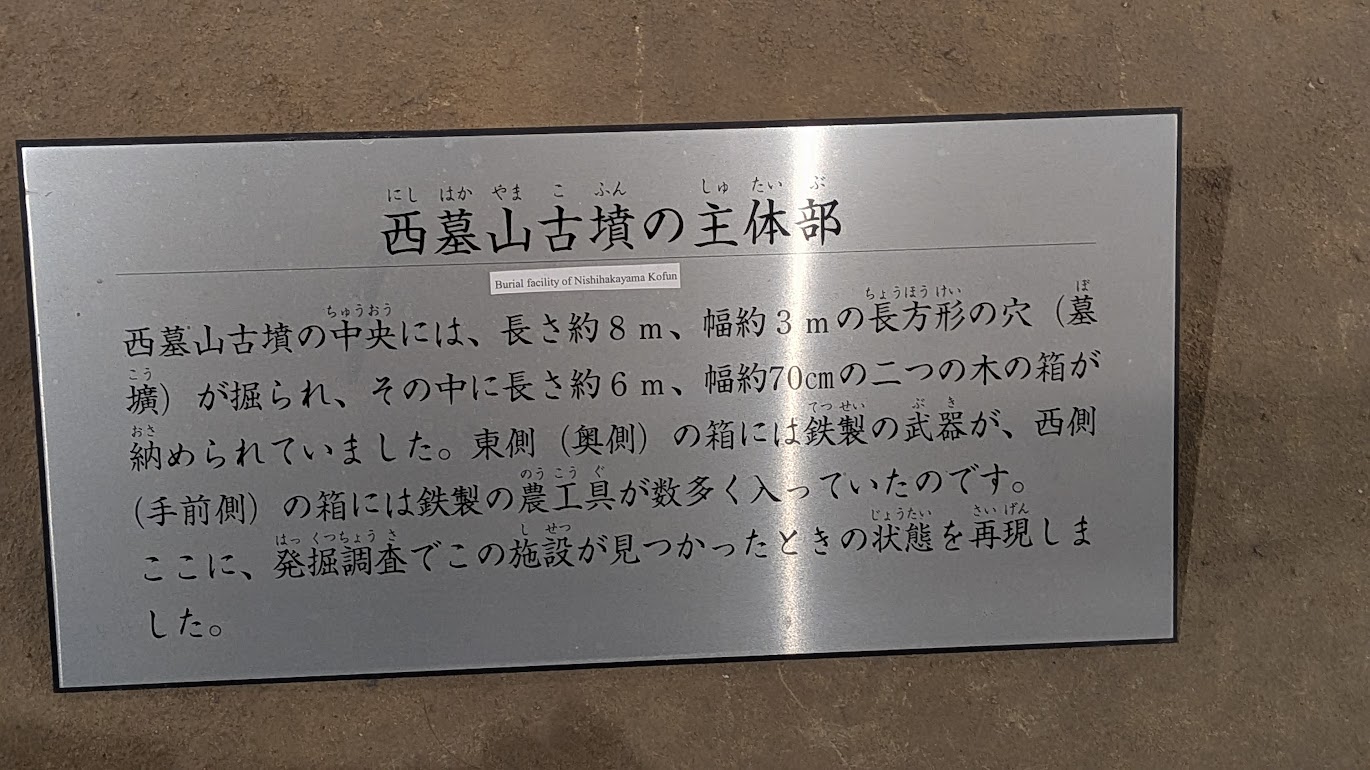 にし はか やま こ ふん しゅ たい ぶ
西墓山古墳の主体部
Burial facility of Nishihakayama Kofun
ちゅうおう ちょうほう けい ぼ
西墓山古墳の中央には、長さ約８ｍ、幅約３ｍの長方形の穴（墓
こう
壙）が掘られ、その中に長さ約６ｍ、幅約70㎝の二つの木の箱が
おさ てつ せい ぶ き
納められていました。東側（奥側）の箱には鉄製の武器が、西側
のう こう ぐ
（手前側）の箱には鉄製の農工具が数多く入っていたのです。
はっ くつちょう さ し せつ じょうたい さい げん
ここに、発掘調査でこの施設が見つかったときの状態を再現しま
した。